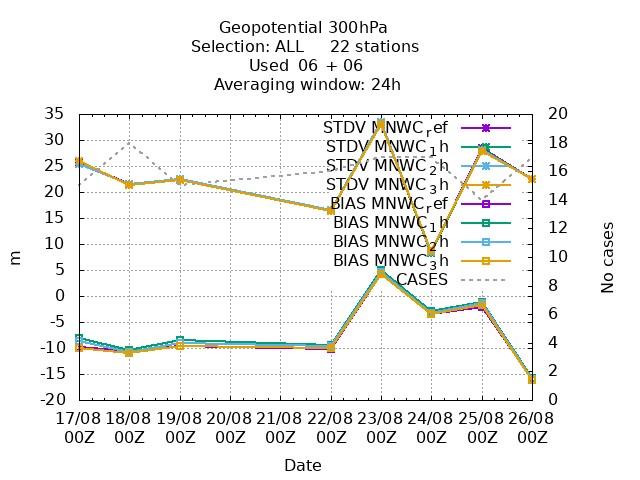 Geopotential 300hPa
Selection: ALL 22 stations
Used 06 + 06
Averaging window: 24h
35
30
25
20
15
10
5
0
-5
-10
-15
-20
m
20
18
16
14
12
10
8
6
4
2
0
No cases
STDV MNWC_ref
STDV MNWC_1h
STDV MNWC_2h
STDV MNWC_3h
BIAS MNWC_ref
BIAS MNWC_1h
BIAS MNWC_2h
BIAS MNWC_3h
CASES
17/08 18/08 19/08 20/08 21/08 22/08 23/08 24/08 25/08 26/08
00Z 00Z 00Z 00Z 00Z 00Z 00Z 00Z 00Z 00Z
Date